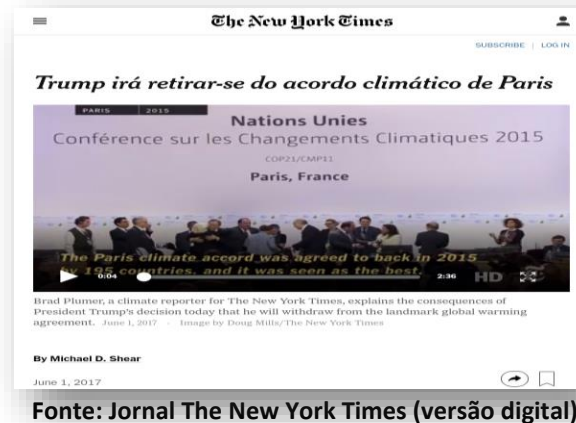 The New York Times
SUBSCRIBE | LOG IN
Trump irá retirar-se do acordo climático de Paris
PARIS 2015
Nations Unies
Conférence sur les Changements Climatiques 2015
COP21/CMP11
Paris, France
The Paris climate accord was agreed to back in 2015
by 195 countries, and it was seen as the best
0:04 2:36 HD
Brad Plumer, a climate reporter for The New York Times, explains the consequences of
President Trump's decision today that he will withdraw from the landmark global warming
agreement. June 1, 2017 · Image by Doug Mills/The New York Times
By Michael D. Shear
June 1, 2017
Fonte: Jornal The New York Times (versão digital)